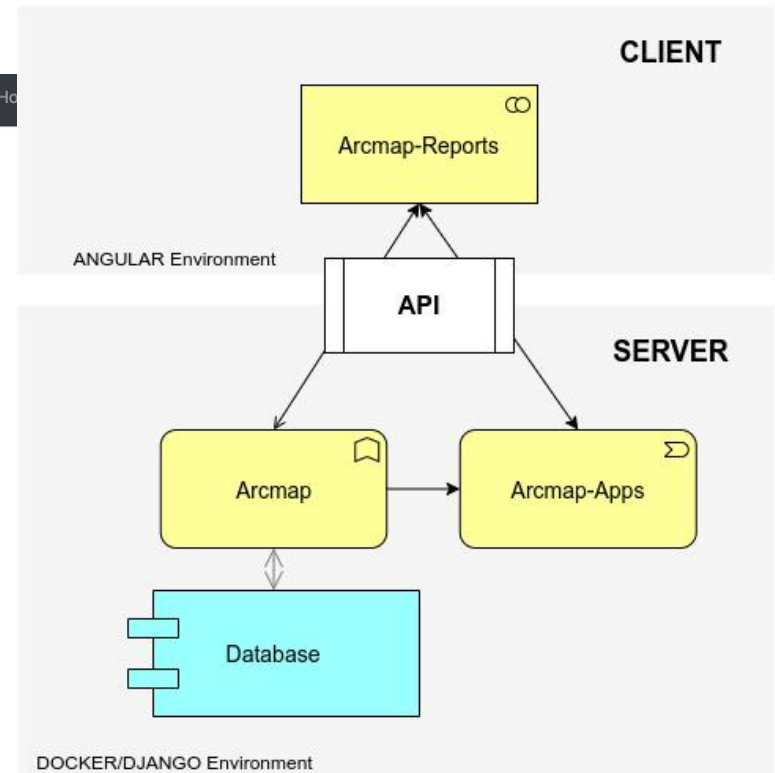 CLIENT
Arcmap-Reports
ANGULAR Environment
API
SERVER
Arcmap
Arcmap-Apps
Database
DOCKER/DJANGO Environment